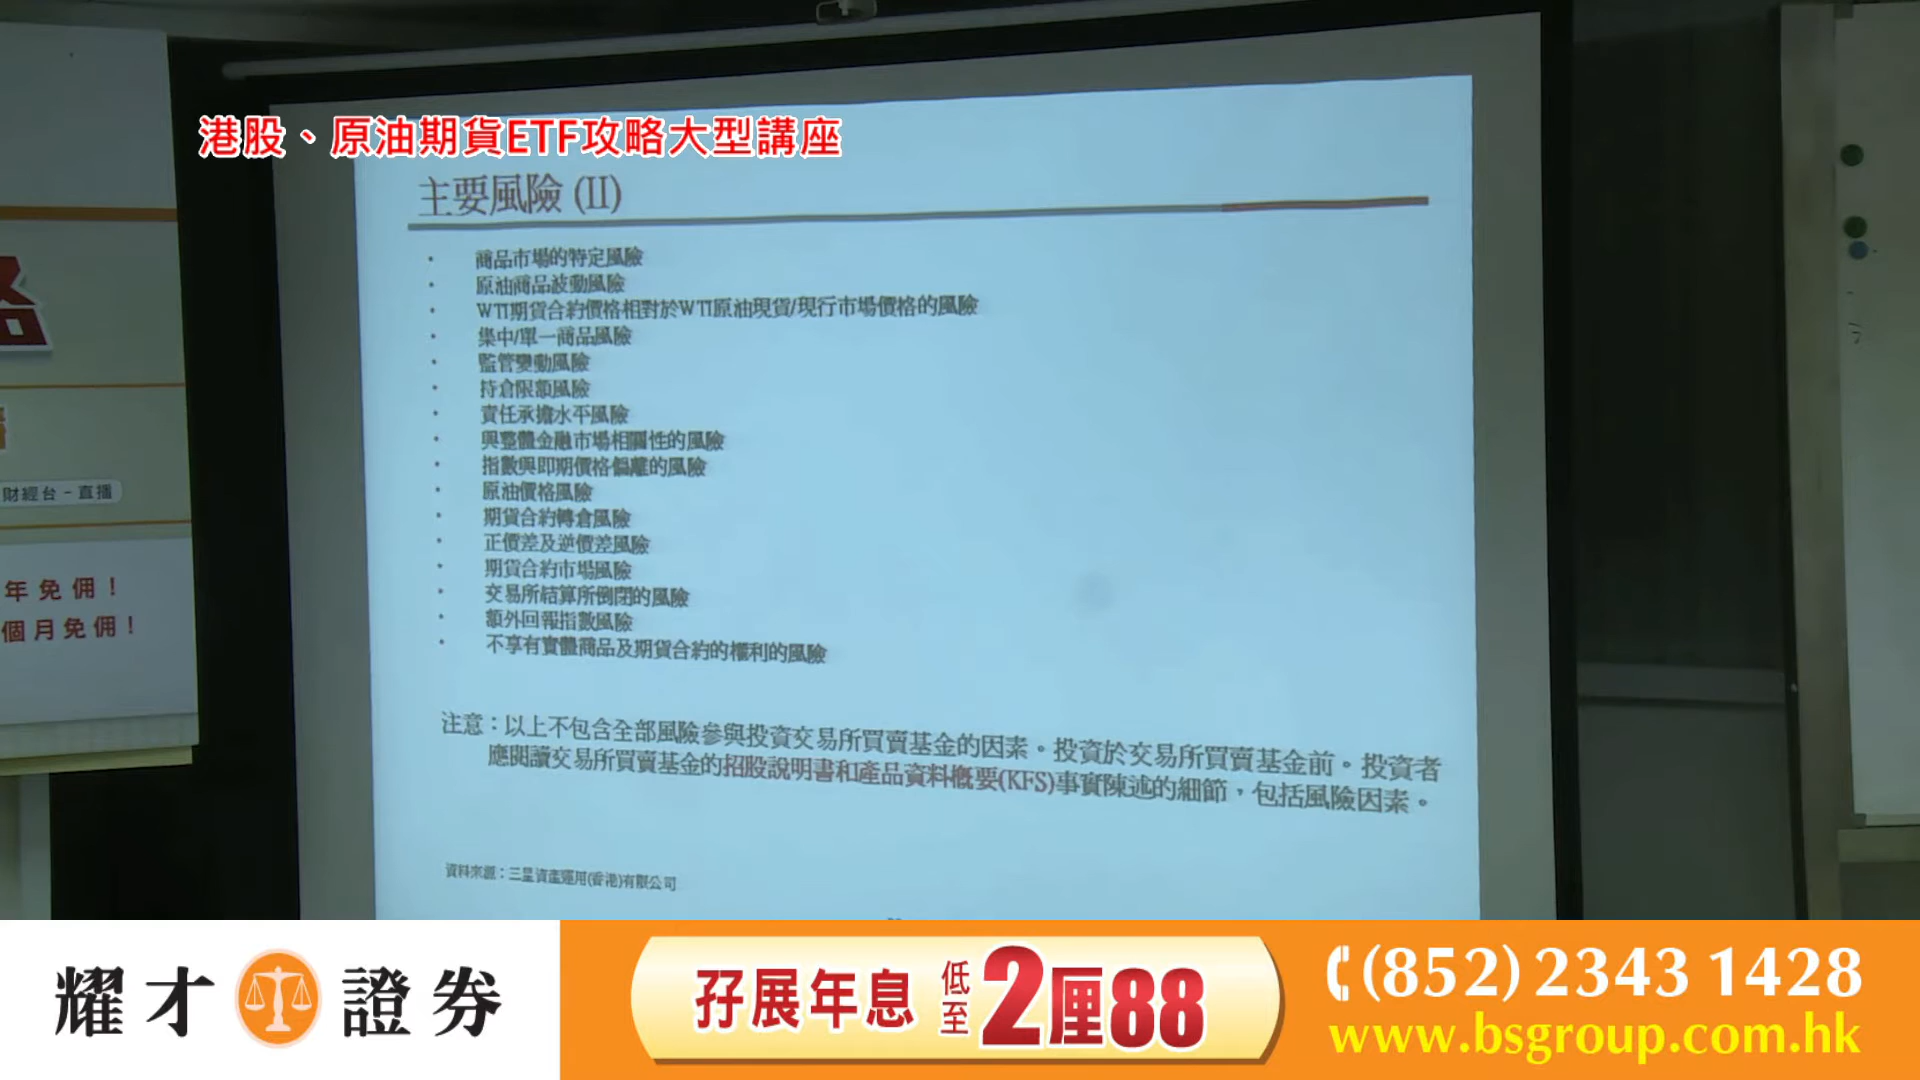 港股、原油期貨ETF攻略大型講座
主要風險 (II)
• 商品市場的特定風險
• 原油商品波動風險
• WTI期貨合約價格相對於WTI原油現貨/現行市場價格的風險
• 集中/單一商品風險
• 監管變動風險
• 持倉限額風險
• 責任承擔水平風險
• 與整體金融市場相關性的風險
• 指數與即期價格偏離的風險
• 原油價格風險
• 期貨合約轉倉風險
• 正價差及逆價差風險
• 期貨合約市場風險
• 交易所結算所倒閉的風險
• 額外回報指數風險
• 不享有實體商品及期貨合約的權利的風險
注意：以上不包含全部風險參與投資交易所買賣基金的因素。投資於交易所買賣基金前。投資者
應閱讀交易所買賣基金的招股說明書和產品資料概要(KFS)事實陳述的細節，包括風險因素。
資料來源：三星資產運用(香港)有限公司
財經台－直播
年免佣！
個月免佣！
耀才證券
孖展年息 低至 2厘88
(852) 2343 1428
www.bsgroup.com.hk